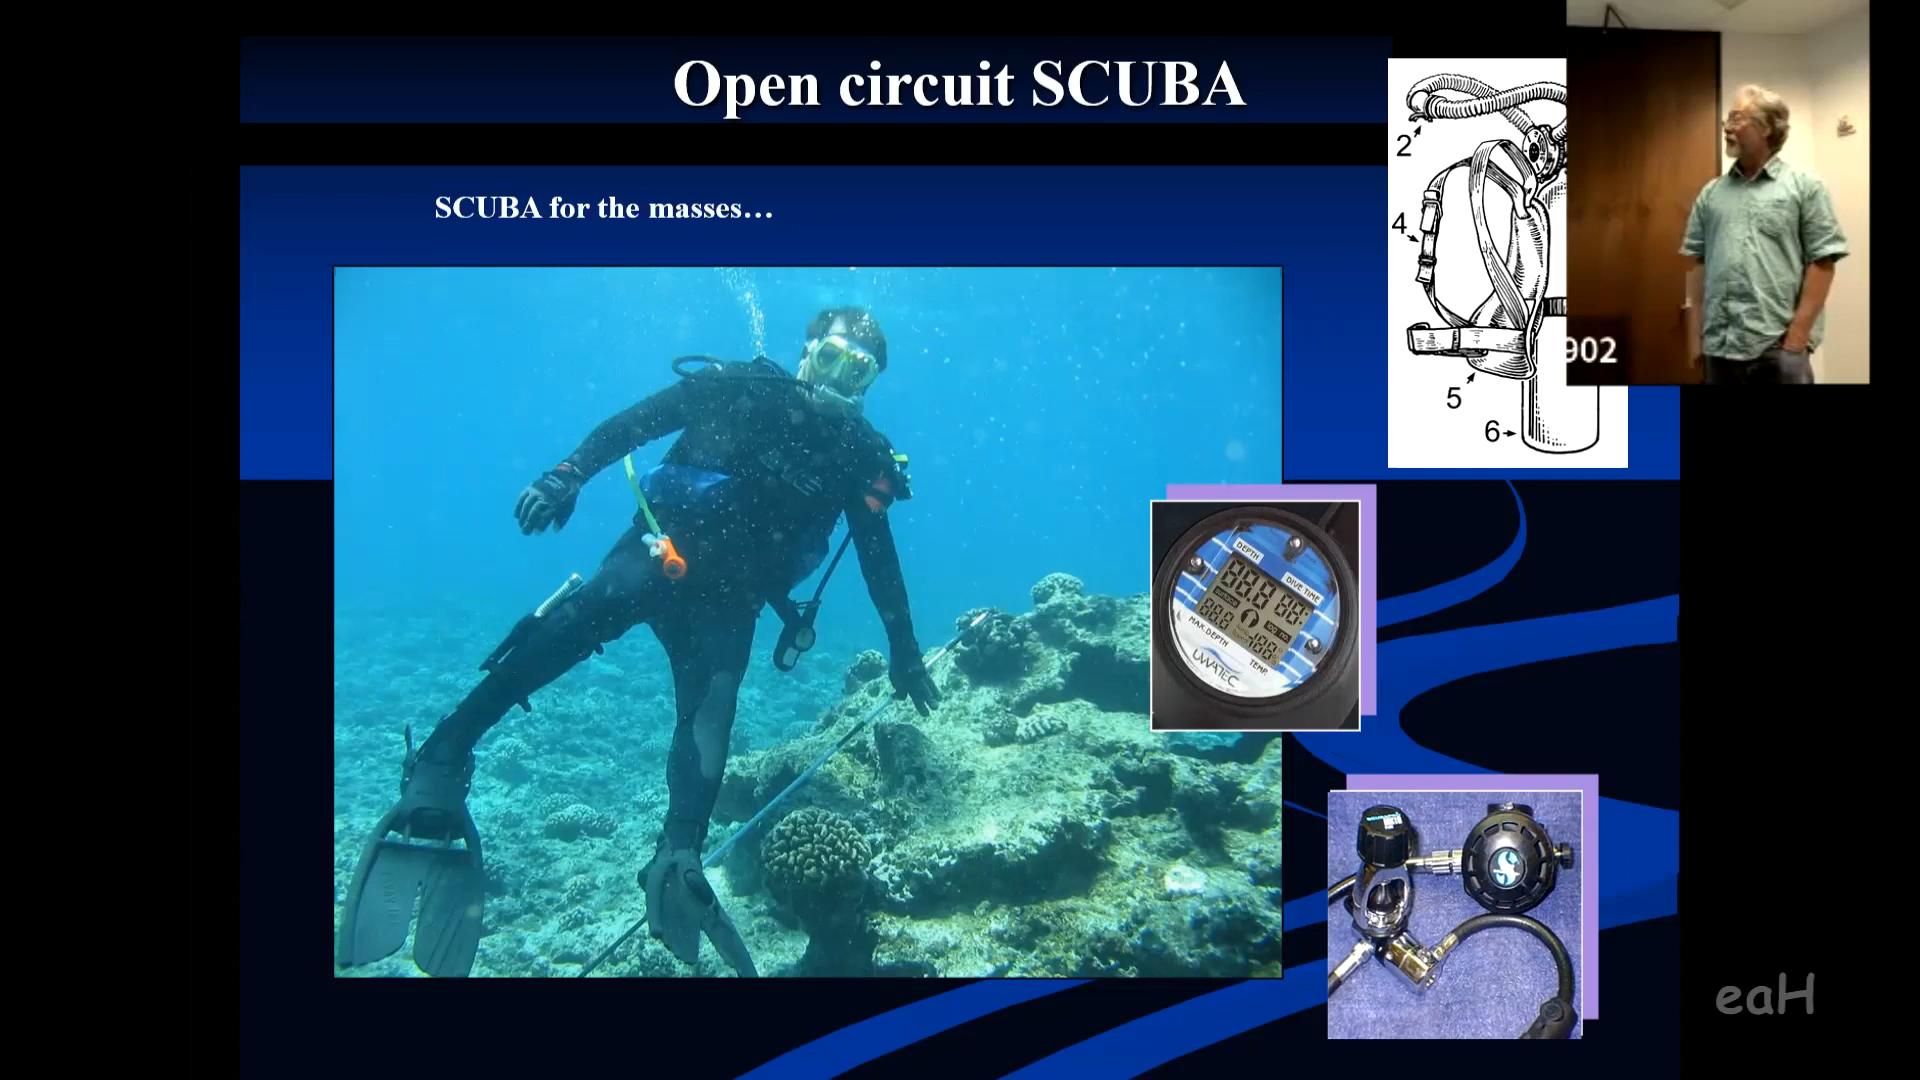 Open circuit SCUBA
SCUBA for the masses…
2
4
5
6
902
DEPTH
DIVE TIME
MAX. DEPTH
TEMP.
UWATEC
eaH